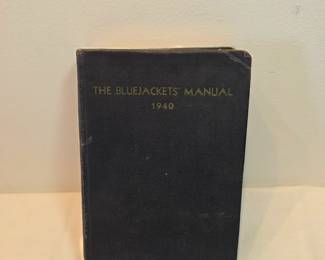 THE BLUEJACKETS' MANUAL
1940